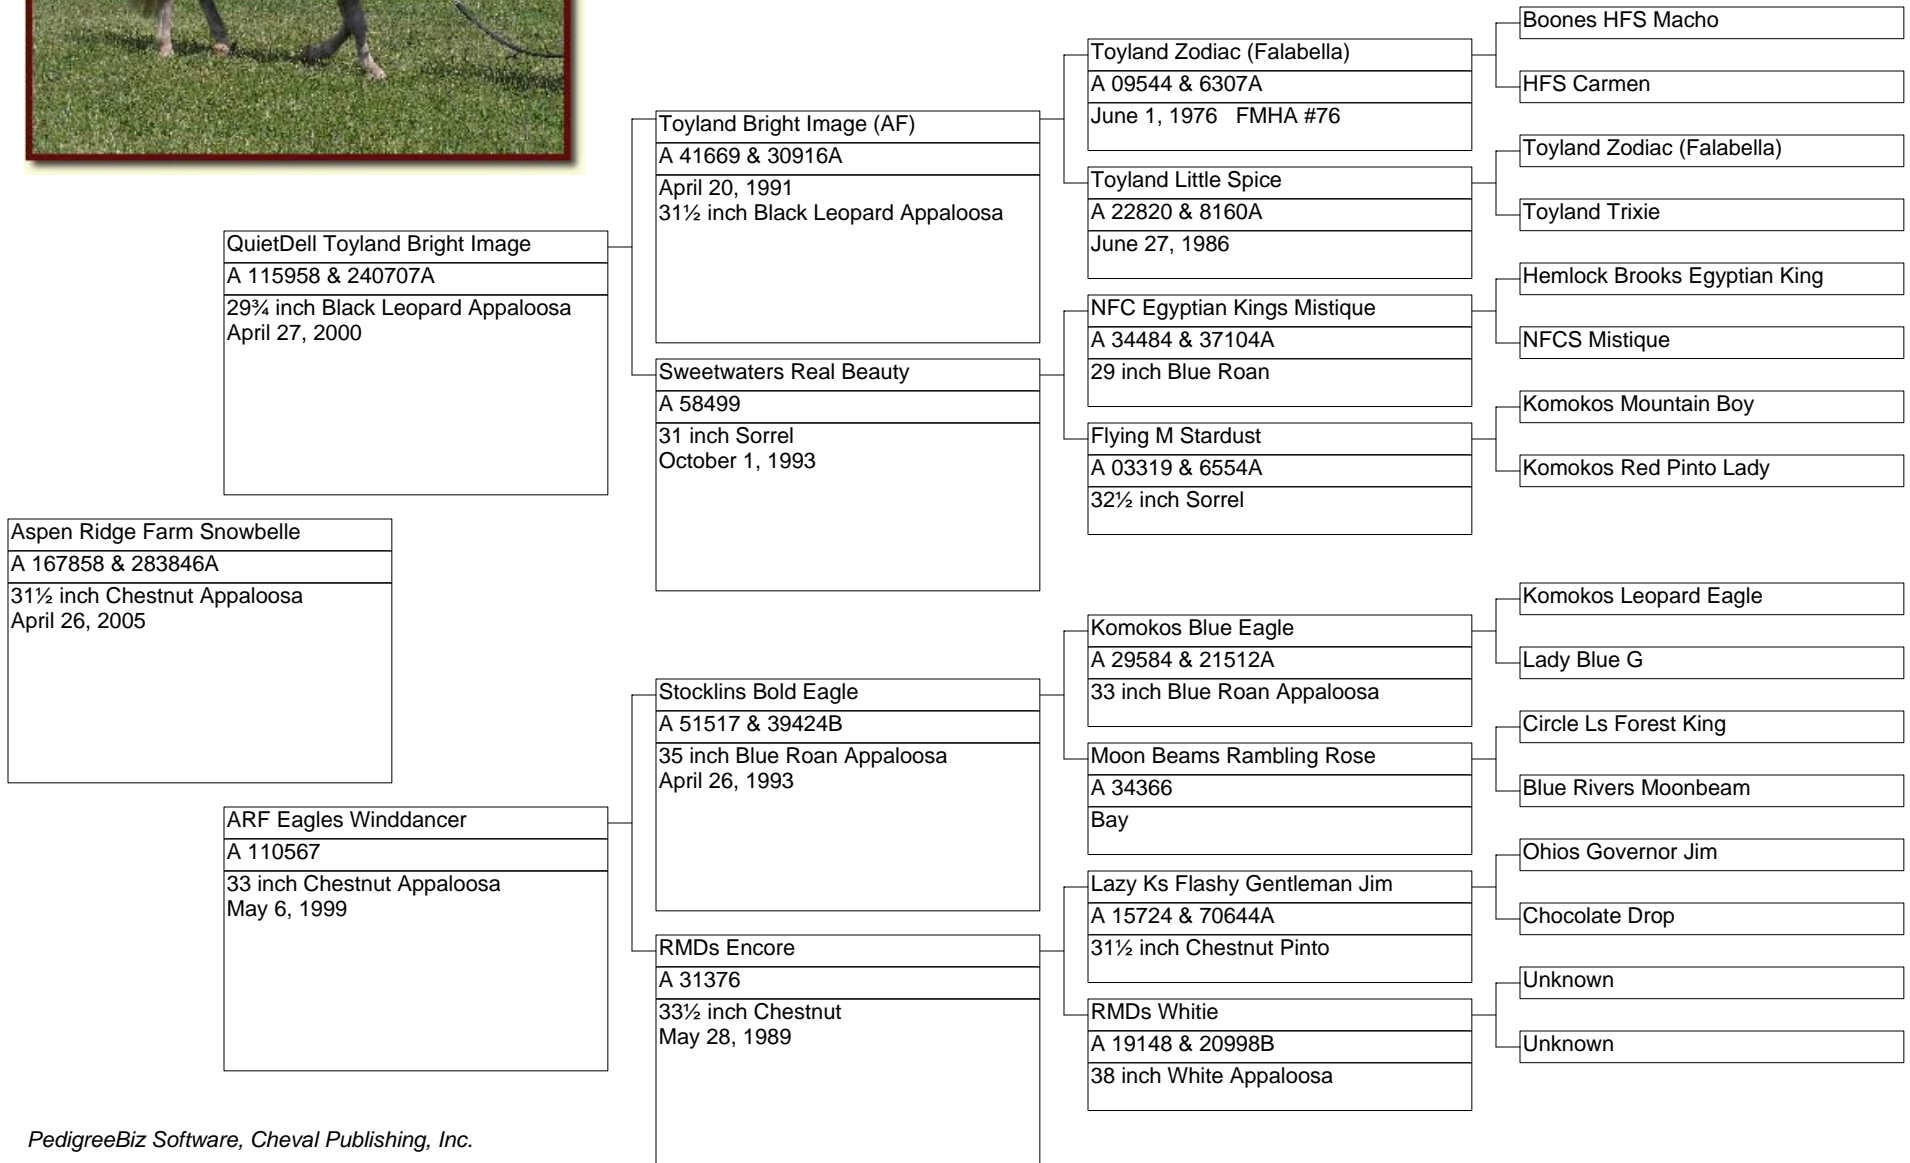 Aspen Ridge Farm Snowbelle
A 167858 & 283846A
31½ inch Chestnut Appaloosa
April 26, 2005
QuietDell Toyland Bright Image
A 115958 & 240707A
29¾ inch Black Leopard Appaloosa
April 27, 2000
ARF Eagles Winddancer
A 110567
33 inch Chestnut Appaloosa
May 6, 1999
Toyland Bright Image (AF)
A 41669 & 30916A
April 20, 1991
31½ inch Black Leopard Appaloosa
Sweetwaters Real Beauty
A 58499
31 inch Sorrel
October 1, 1993
Stocklins Bold Eagle
A 51517 & 39424B
35 inch Blue Roan Appaloosa
April 26, 1993
RMDs Encore
A 31376
33½ inch Chestnut
May 28, 1989
Toyland Zodiac (Falabella)
A 09544 & 6307A
June 1, 1976   FMHA #76
Toyland Little Spice
A 22820 & 8160A
June 27, 1986
NFC Egyptian Kings Mistique
A 34484 & 37104A
29 inch Blue Roan
Flying M Stardust
A 03319 & 6554A
32½ inch Sorrel
Komokos Blue Eagle
A 29584 & 21512A
33 inch Blue Roan Appaloosa
Moon Beams Rambling Rose
A 34366
Bay
Lazy Ks Flashy Gentleman Jim
A 15724 & 70644A
31½ inch Chestnut Pinto
RMDs Whitie
A 19148 & 20998B
38 inch White Appaloosa
Boones HFS Macho
HFS Carmen
Toyland Zodiac (Falabella)
Toyland Trixie
Hemlock Brooks Egyptian King
NFCS Mistique
Komokos Mountain Boy
Komokos Red Pinto Lady
Komokos Leopard Eagle
Lady Blue G
Circle Ls Forest King
Blue Rivers Moonbeam
Ohios Governor Jim
Chocolate Drop
Unknown
Unknown
PedigreeBiz Software, Cheval Publishing, Inc.